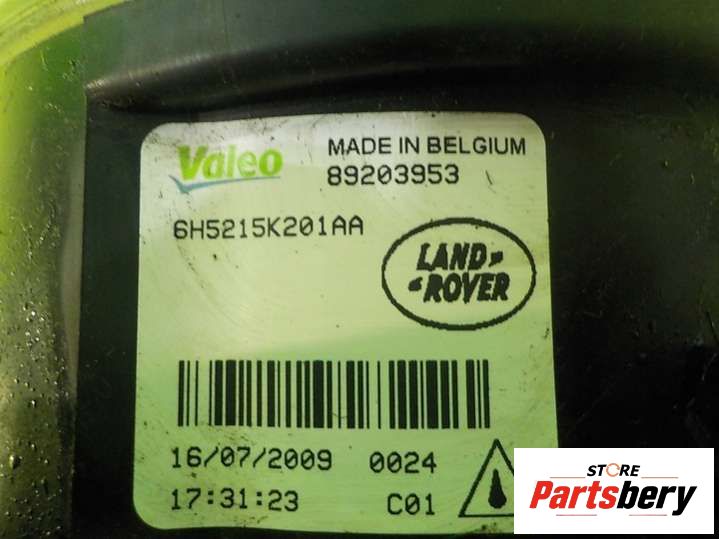 Valeo MADE IN BELGIUM
89203953
6H5215K201AA
LAND
ROVER
16/07/2009 0024
17:31:23 C01
STORE
Partsbery